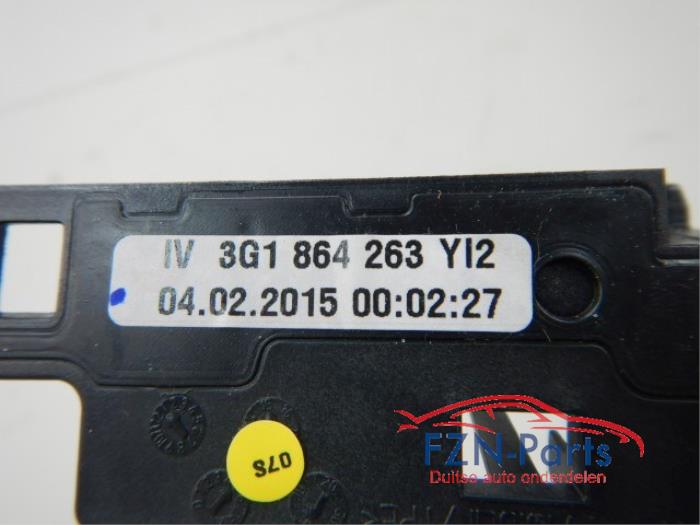 IV 3G1 864 263 YI2
04.02.2015 00:02:27
07S
FZN-Parts
Duitse auto onderdelen